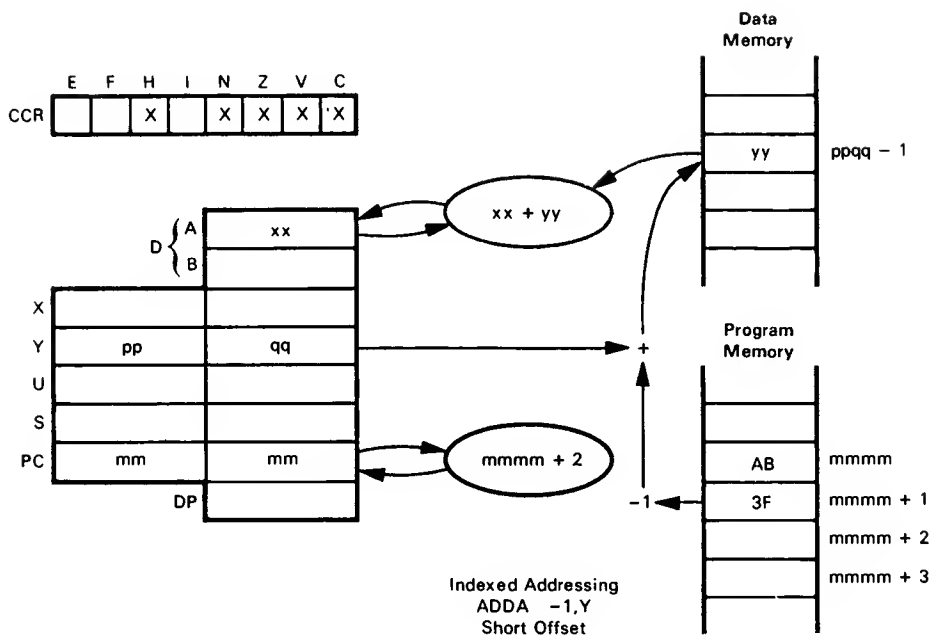 Data
Memory
E F H I N Z V C
CCR X X X X 'X
yy ppqq - 1
xx + yy
D { A xx
B
X
Y pp qq +
U
S
PC mm mm mmmm + 2
DP
Program
Memory
AB mmmm
-1 3F mmmm + 1
mmmm + 2
mmmm + 3
Indexed Addressing
ADDA -1,Y
Short Offset